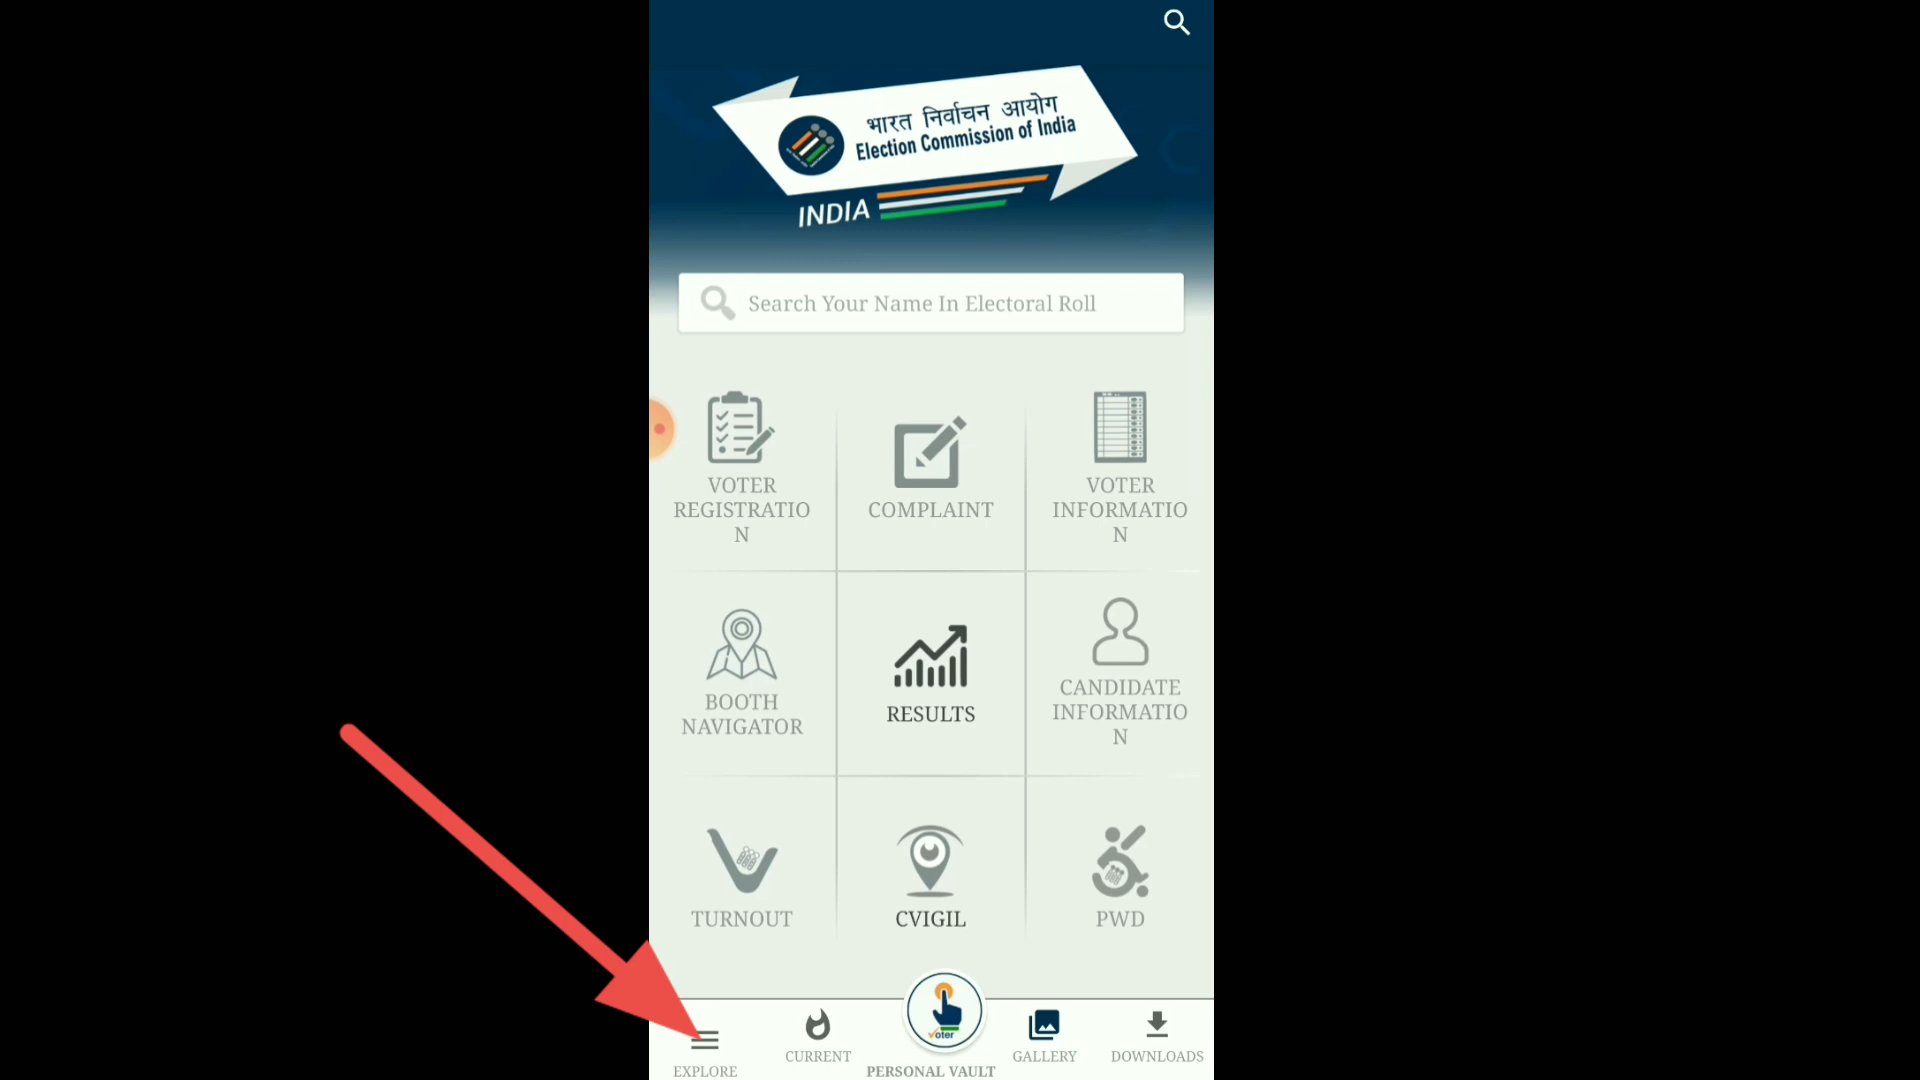 भारत निर्वाचन आयोग
Election Commission of India
INDIA
Search Your Name In Electoral Roll
VOTER
REGISTRATIO
N
COMPLAINT
VOTER
INFORMATIO
N
BOOTH
NAVIGATOR
RESULTS
CANDIDATE
INFORMATIO
N
TURNOUT
CVIGIL
PWD
EXPLORE
CURRENT
Voter
PERSONAL VAULT
GALLERY
DOWNLOADS